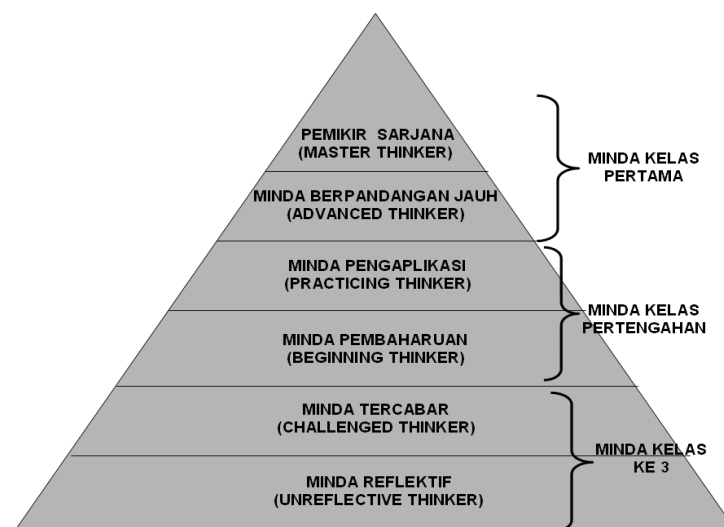 PEMIKIR SARJANA
(MASTER THINKER)
MINDA KELAS
PERTAMA
MINDA BERPANDANGAN JAUH
(ADVANCED THINKER)
MINDA PENGAPLIKASI
(PRACTICING THINKER)
MINDA KELAS
PERTENGAHAN
MINDA PEMBAHARUAN
(BEGINNING THINKER)
MINDA TERCABAR
(CHALLENGED THINKER)
MINDA KELAS
KE 3
MINDA REFLEKTIF
(UNREFLECTIVE THINKER)